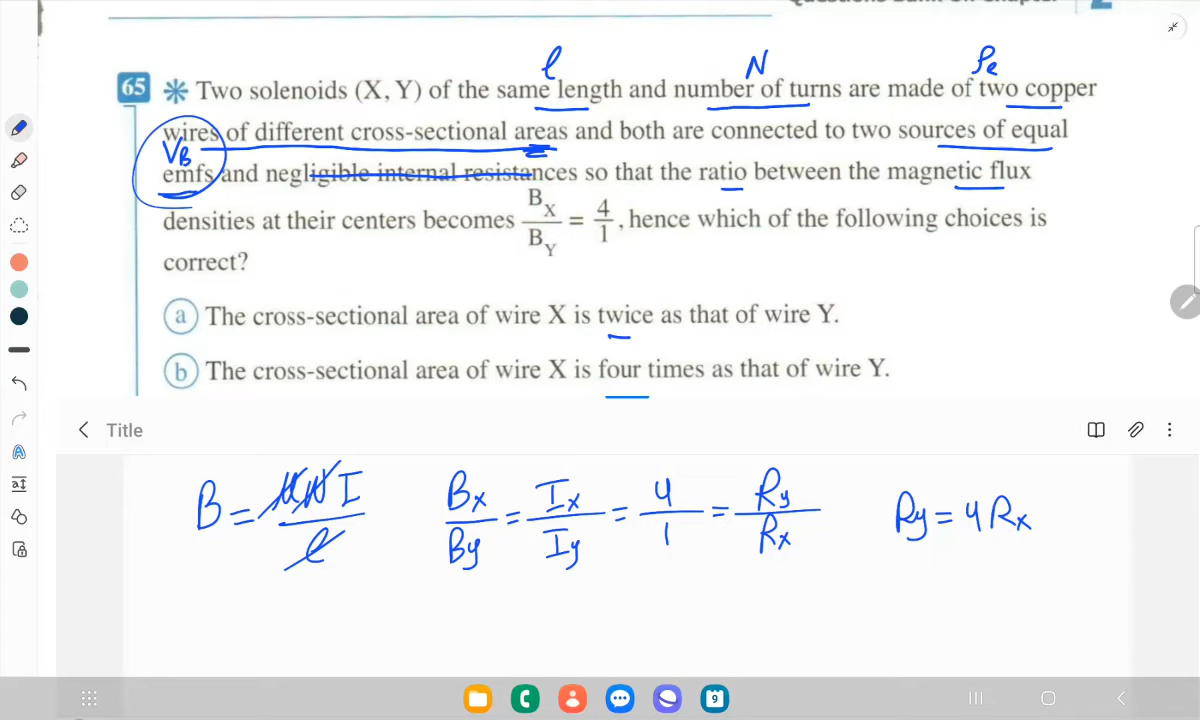 l N ρe
65 * Two solenoids (X, Y) of the same length and number of turns are made of two copper
wires of different cross-sectional areas and both are connected to two sources of equal
VB
emfs and negligible internal resistances so that the ratio between the magnetic flux
densities at their centers becomes BX/BY = 4/1, hence which of the following choices is
correct?
a The cross-sectional area of wire X is twice as that of wire Y.
b The cross-sectional area of wire X is four times as that of wire Y.
Title
B = μNI/l Bx/By = Ix/Iy = 4/1 = Ry/Rx Ry = 4Rx
9